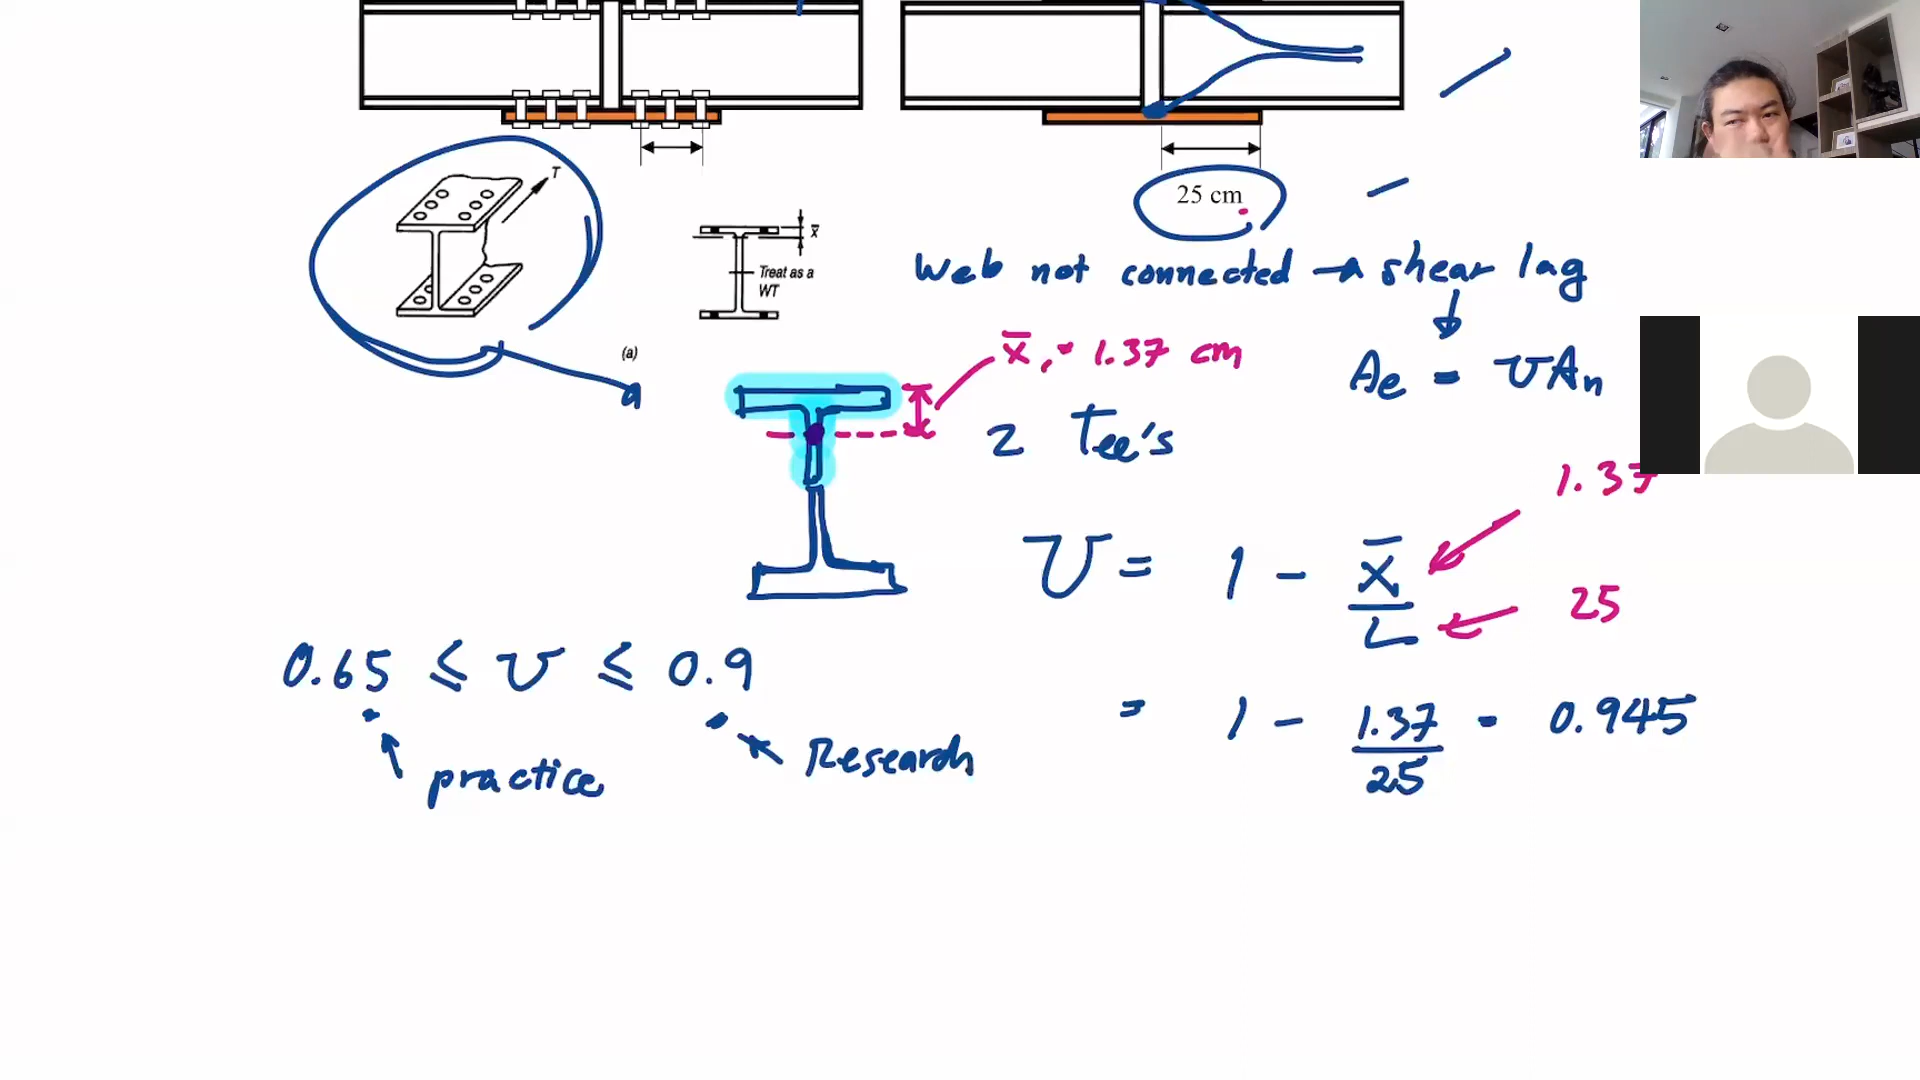 T
25 cm
x̄
Treat as a
WT
(a)
web not connected → shear lag
x̄, = 1.37 cm
Ae = UAn
2 Tee's
1.37
U = 1 - x̄/L
25
0.65 ≤ U ≤ 0.9
= 1 - 1.37/25 = 0.945
practice
Research